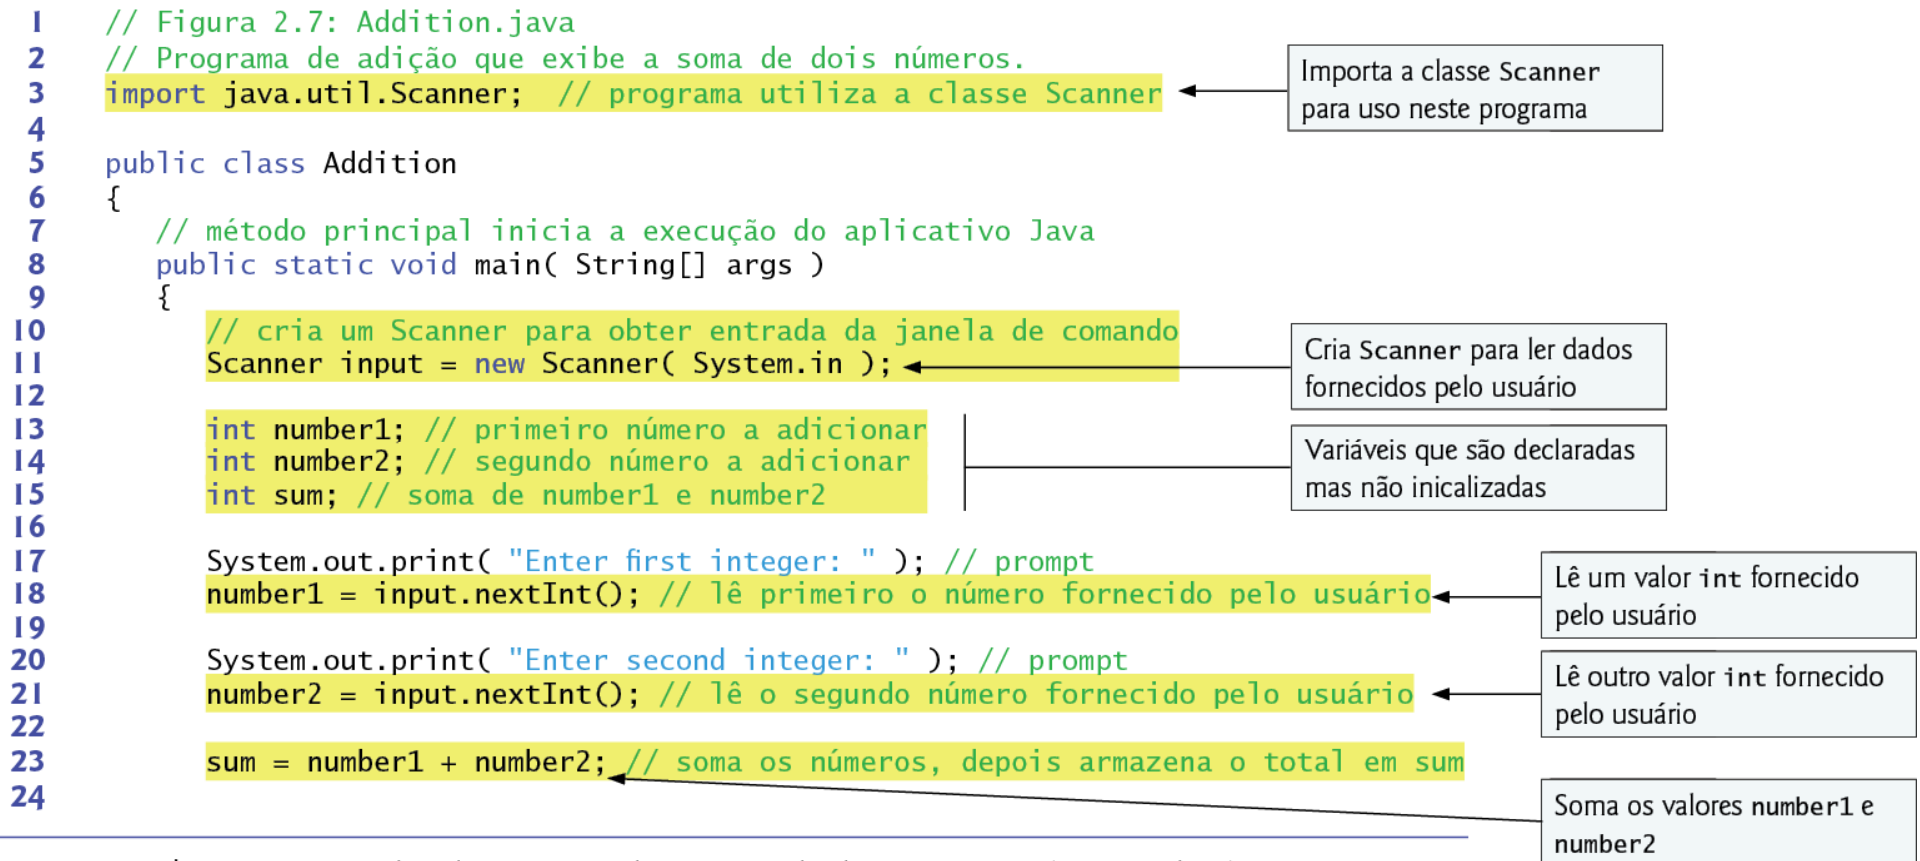 1 // Figura 2.7: Addition.java
2 // Programa de adição que exibe a soma de dois números.
3 import java.util.Scanner; // programa utiliza a classe Scanner
Importa a classe Scanner
para uso neste programa
4
5 public class Addition
6 {
7 // método principal inicia a execução do aplicativo Java
8 public static void main( String[] args )
9 {
10 // cria um Scanner para obter entrada da janela de comando
11 Scanner input = new Scanner( System.in );
Cria Scanner para ler dados
fornecidos pelo usuário
12
13 int number1; // primeiro número a adicionar
14 int number2; // segundo número a adicionar
15 int sum; // soma de number1 e number2
Variáveis que são declaradas
mas não inicalizadas
16
17 System.out.print( "Enter first integer: " ); // prompt
18 number1 = input.nextInt(); // lê primeiro o número fornecido pelo usuário
Lê um valor int fornecido
pelo usuário
19
20 System.out.print( "Enter second integer: " ); // prompt
21 number2 = input.nextInt(); // lê o segundo número fornecido pelo usuário
Lê outro valor int fornecido
pelo usuário
22
23 sum = number1 + number2; // soma os números, depois armazena o total em sum
24
Soma os valores number1 e
number2